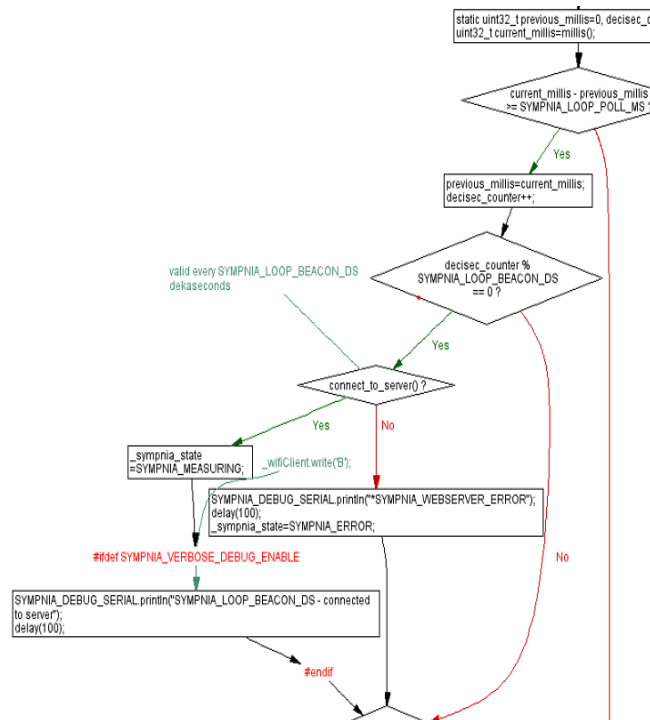 static uint32_t previous_millis=0, decisec_
uint32_t current_millis=millis();
current_millis - previous_millis
>= SYMPNIA_LOOP_POLL_MS ?
Yes
previous_millis=current_millis;
decisec_counter++;
valid every SYMPNIA_LOOP_BEACON_DS
dekaseconds
decisec_counter %
SYMPNIA_LOOP_BEACON_DS
== 0 ?
Yes
connect_to_server() ?
Yes
No
_sympnia_state
=SYMPNIA_MEASURING;
_wifiClient.write('B');
SYMPNIA_DEBUG_SERIAL.println("*SYMPNIA_WEBSERVER_ERROR");
delay(100);
_sympnia_state=SYMPNIA_ERROR;
#ifdef SYMPNIA_VERBOSE_DEBUG_ENABLE
No
SYMPNIA_DEBUG_SERIAL.println("SYMPNIA_LOOP_BEACON_DS - connected
to server");
delay(100);
#endif